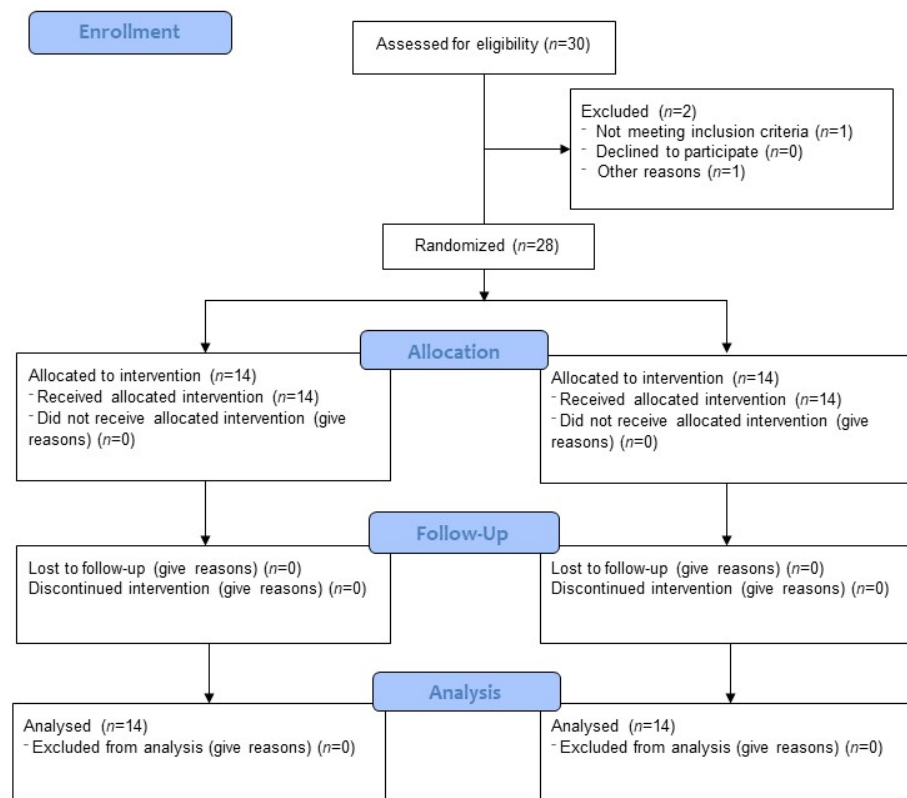 Enrollment
Assessed for eligibility (n=30)
Excluded (n=2)
- Not meeting inclusion criteria (n=1)
- Declined to participate (n=0)
- Other reasons (n=1)
Randomized (n=28)
Allocation
Allocated to intervention (n=14)
- Received allocated intervention (n=14)
- Did not receive allocated intervention (give
reasons) (n=0)
Allocated to intervention (n=14)
- Received allocated intervention (n=14)
- Did not receive allocated intervention (give
reasons) (n=0)
Follow-Up
Lost to follow-up (give reasons) (n=0)
Discontinued intervention (give reasons) (n=0)
Lost to follow-up (give reasons) (n=0)
Discontinued intervention (give reasons) (n=0)
Analysis
Analysed (n=14)
- Excluded from analysis (give reasons) (n=0)
Analysed (n=14)
- Excluded from analysis (give reasons) (n=0)